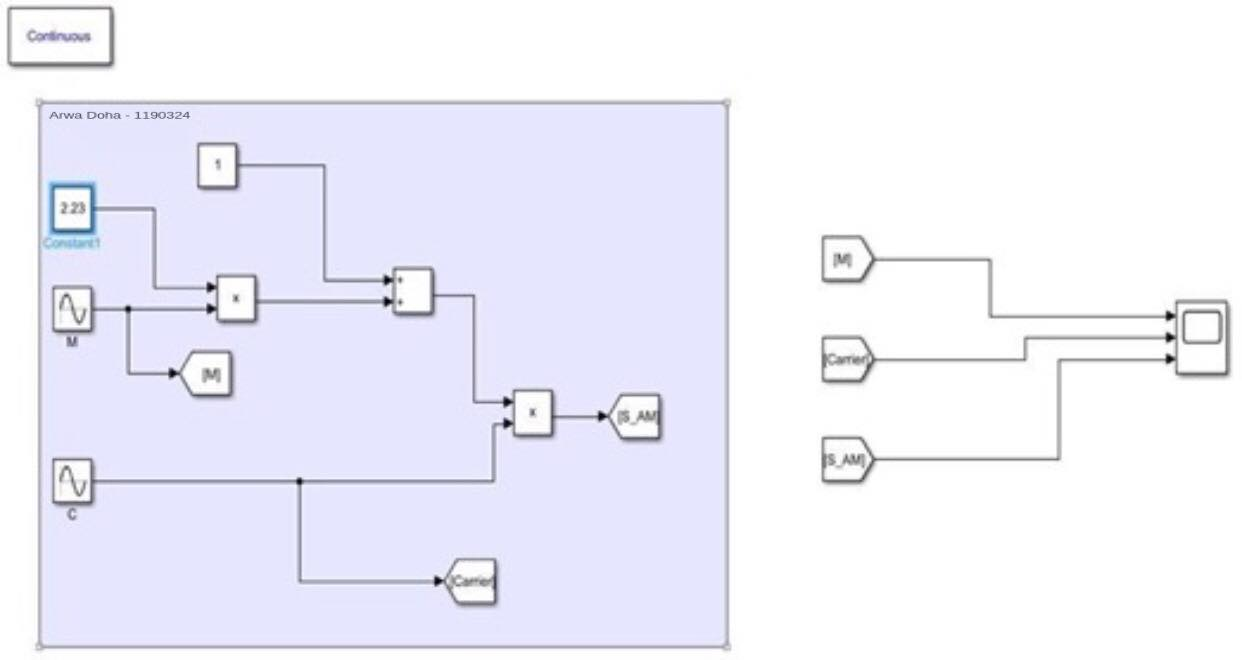 Continuous
Arwa Doha - 1190324
1
2.23
Constant1
x
+
+
M
[M]
x
[S_AM]
C
[Carrier]
[M]
[Carrier]
[S_AM]